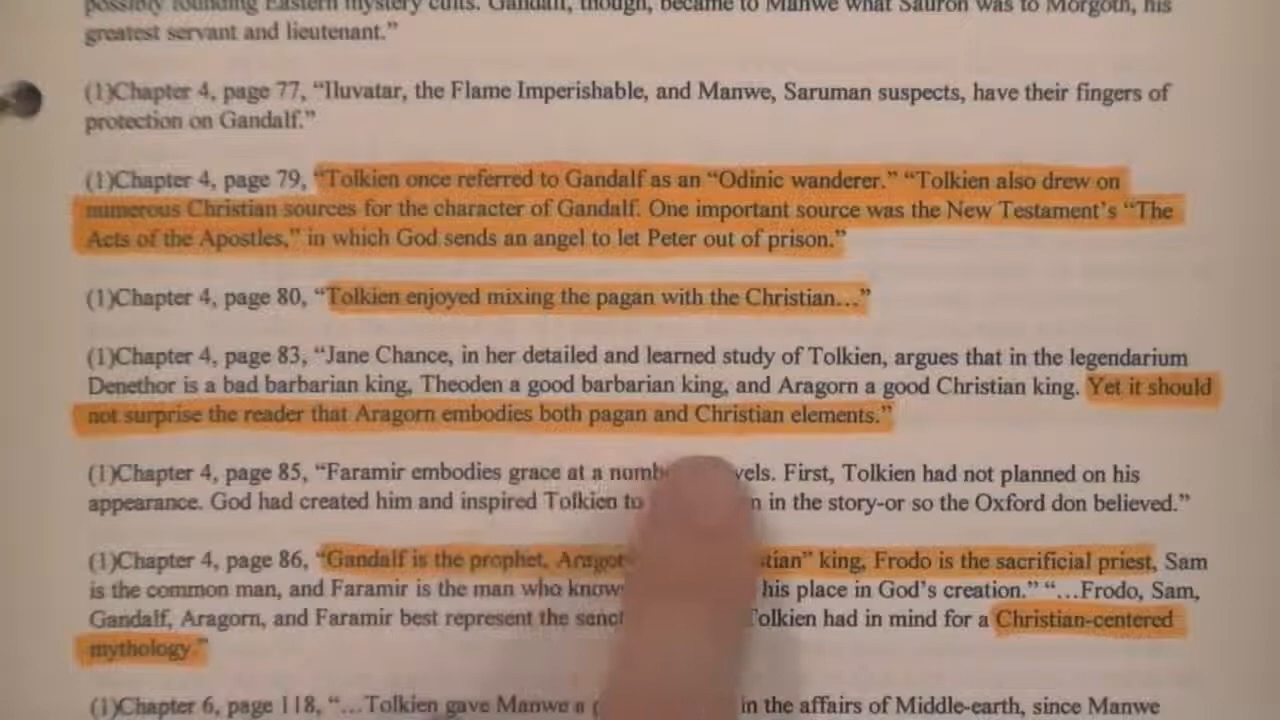 possibly founding Eastern mystery cults. Gandalf, though, became to Manwe what Sauron was to Morgoth, his
greatest servant and lieutenant.”
(1)Chapter 4, page 77, “Iluvatar, the Flame Imperishable, and Manwe, Saruman suspects, have their fingers of
protection on Gandalf.”
(1)Chapter 4, page 79, “Tolkien once referred to Gandalf as an “Odinic wanderer.” “Tolkien also drew on
numerous Christian sources for the character of Gandalf. One important source was the New Testament’s “The
Acts of the Apostles,” in which God sends an angel to let Peter out of prison.”
(1)Chapter 4, page 80, “Tolkien enjoyed mixing the pagan with the Christian…”
(1)Chapter 4, page 83, “Jane Chance, in her detailed and learned study of Tolkien, argues that in the legendarium
Denethor is a bad barbarian king, Theoden a good barbarian king, and Aragorn a good Christian king. Yet it should
not surprise the reader that Aragorn embodies both pagan and Christian elements.”
(1)Chapter 4, page 85, “Faramir embodies grace at a First, Tolkien had not planned on his
appearance. God had created him and inspired Tolkien to in the story-or so the Oxford don believed.”
(1)Chapter 4, page 86, “Gandalf is the prophet, king, Frodo is the sacrificial priest, Sam
is the common man, and Faramir is the man who his place in God’s creation.” “…Frodo, Sam,
Gandalf, Aragorn, and Faramir best represent the Tolkien had in mind for a Christian-centered
mythology.”
(1)Chapter 6, page 118, “…Tolkien gave Manwe a in the affairs of Middle-earth, since Manwe